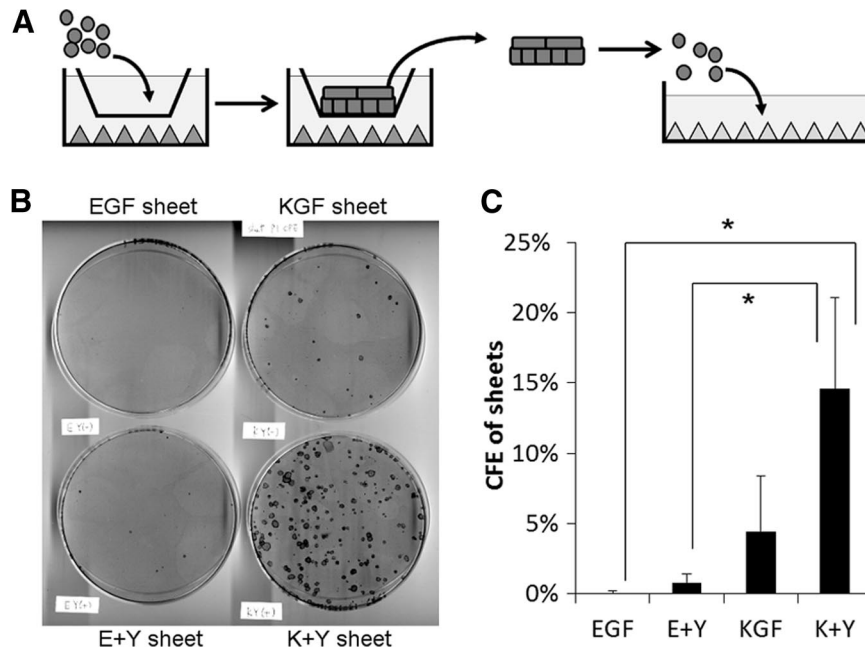 A
B
EGF sheet
KGF sheet
E Y(-)
K Y(-)
E Y(+)
K Y(+)
E+Y sheet
K+Y sheet
C
*
*
25%
20%
15%
10%
5%
0%
CFE of sheets
EGF
E+Y
KGF
K+Y